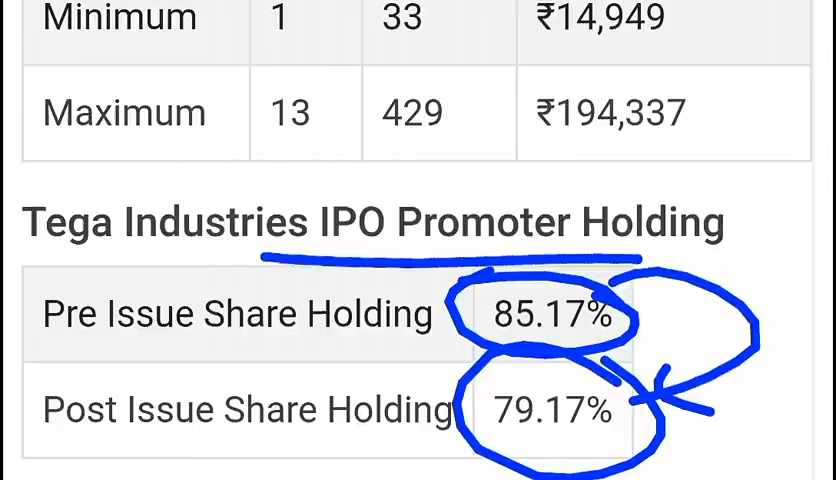 Minimum 1 33 ₹14,949
Maximum 13 429 ₹194,337
Tega Industries IPO Promoter Holding
Pre Issue Share Holding 85.17%
Post Issue Share Holding 79.17%